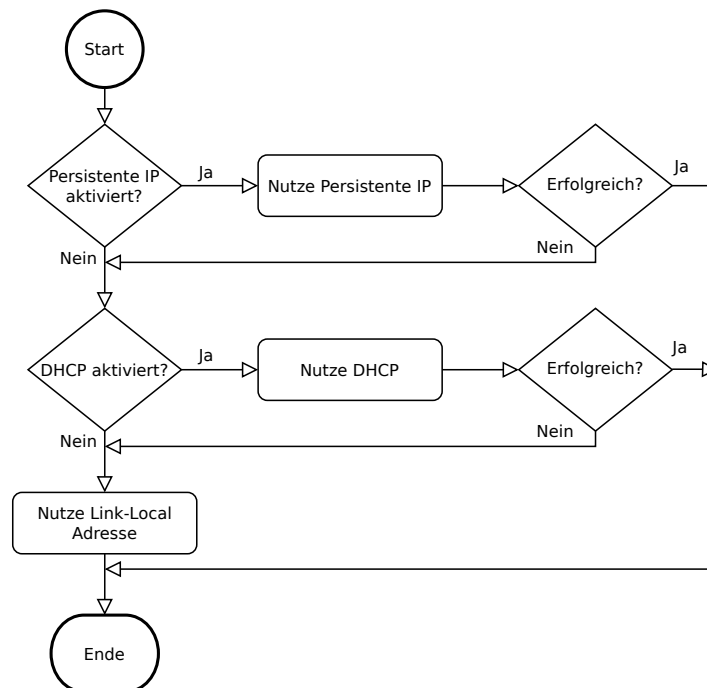 Start
Persistente IP
aktiviert?
Ja
Nutze Persistente IP
Erfolgreich?
Ja
Nein
Nein
DHCP aktiviert?
Ja
Nutze DHCP
Erfolgreich?
Ja
Nein
Nein
Nutze Link-Local
Adresse
Ende